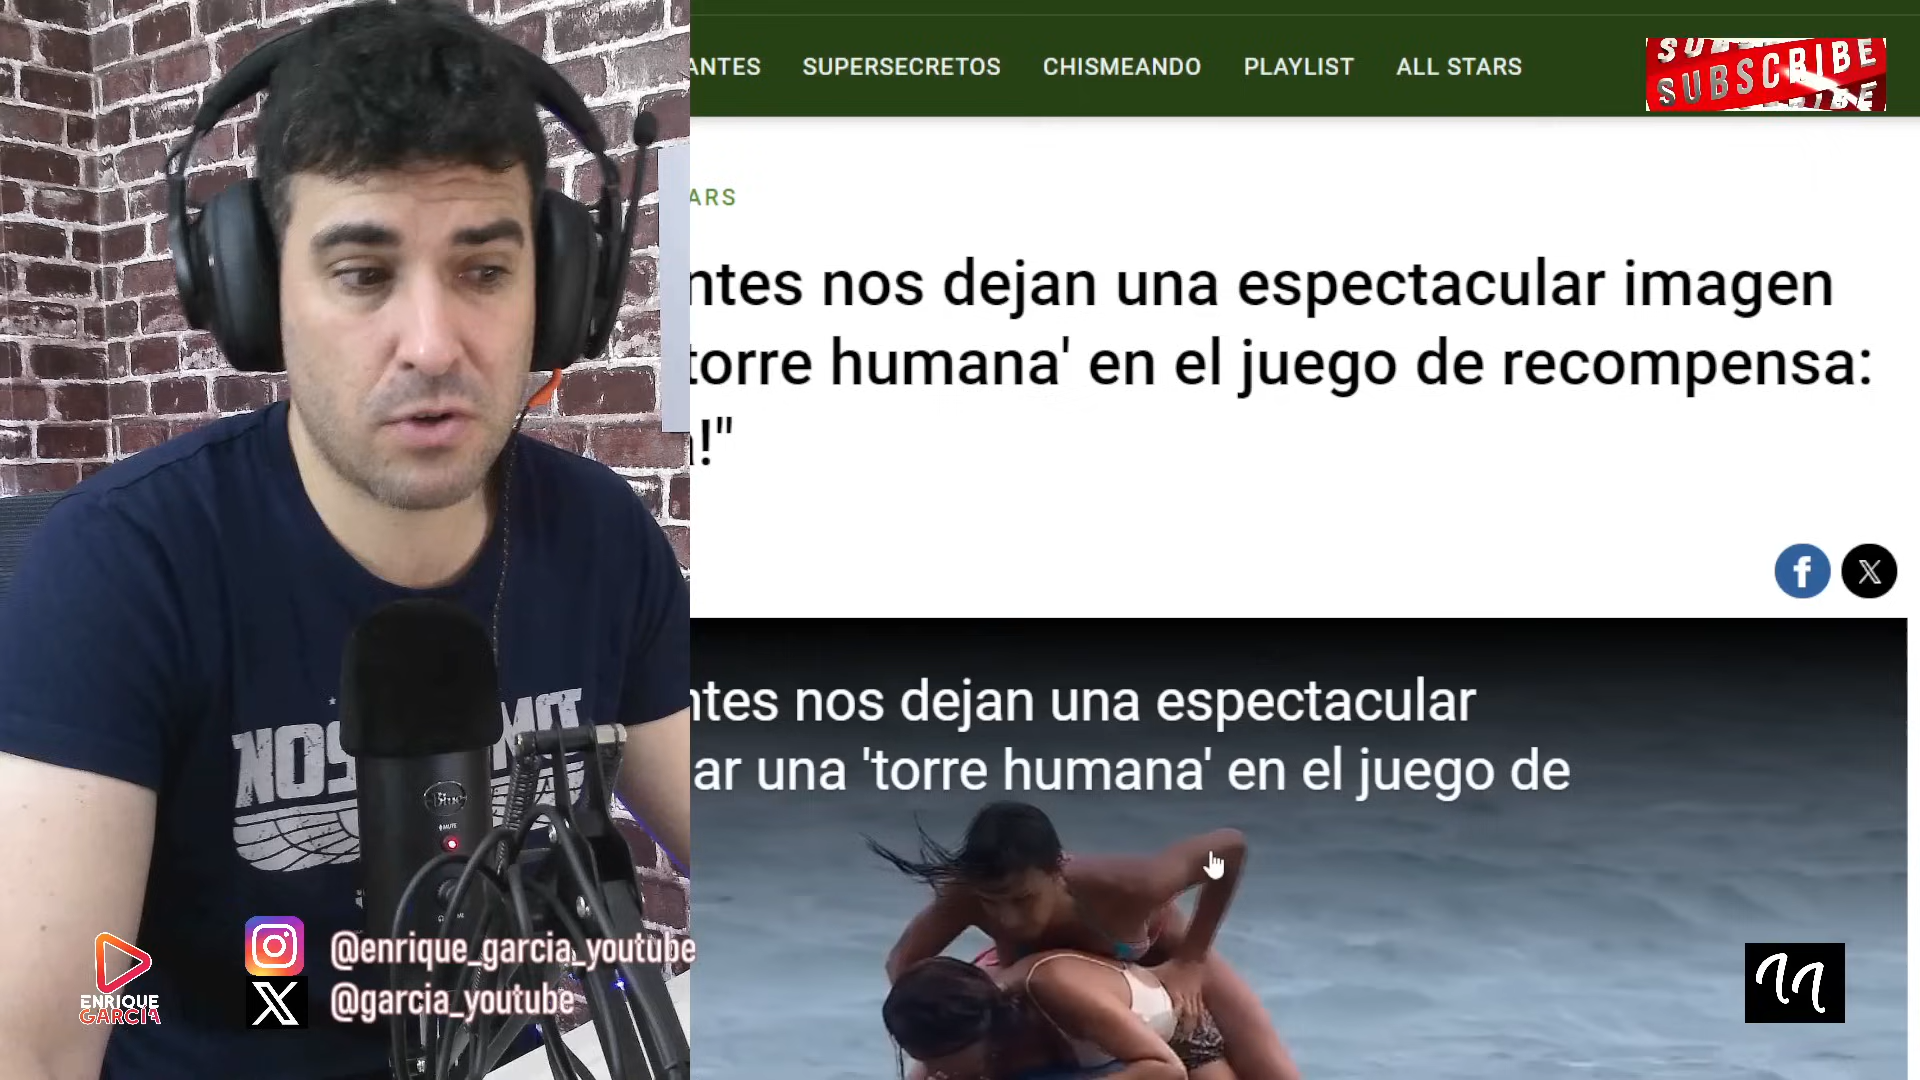 ANTES SUPERSECRETOS CHISMEANDO PLAYLIST ALL STARS
SUBSCRIBE
ARS
ntes nos dejan una espectacular imagen
torre humana' en el juego de recompensa:
!"
ntes nos dejan una espectacular
ar una 'torre humana' en el juego de
Blue
MUTE
@enrique_garcia_youtube
@garcia_youtube
ENRIQUE
GARCIA